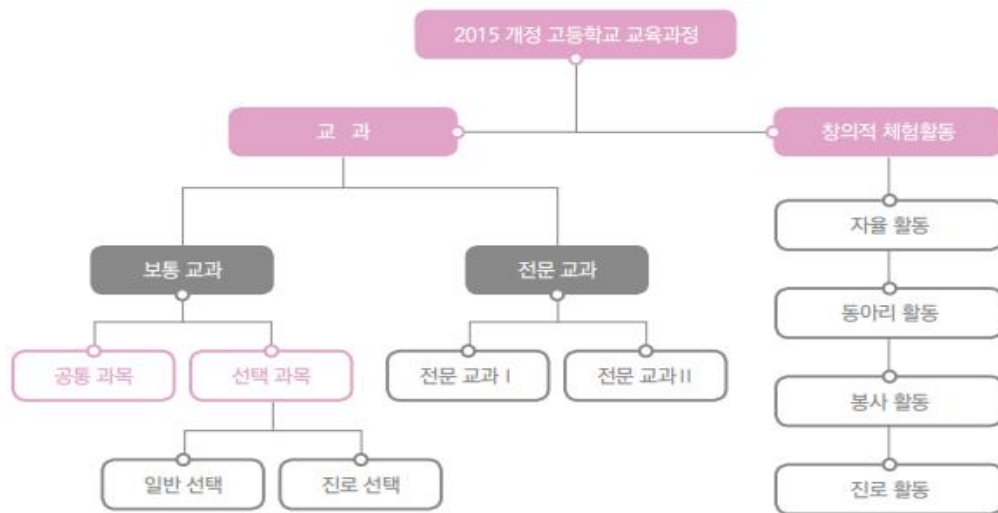 2015 개정 고등학교 교육과정
교 과
창의적 체험활동
자율 활동
보통 교과
전문 교과
동아리 활동
공통 과목
선택 과목
전문 교과 I
전문 교과 II
봉사 활동
일반 선택
진로 선택
진로 활동